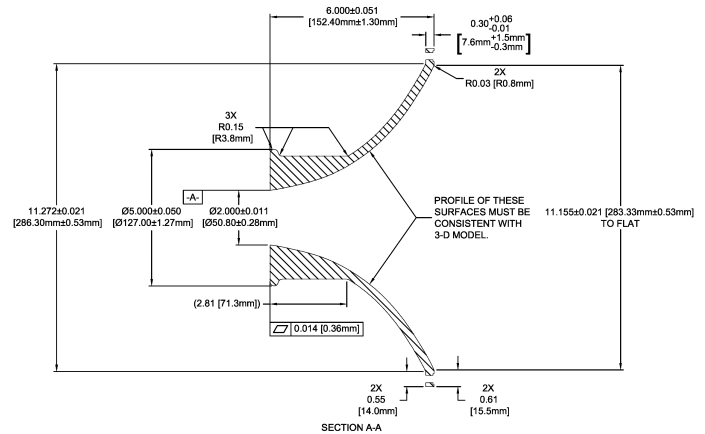 6.000±0.051
[152.40mm±1.30mm]
0.30+0.06
-0.01
[7.6mm+1.5mm
-0.3mm]
2X
R0.03 [R0.8mm]
3X
R0.15
[R3.8mm]
-A-
11.272±0.021
[286.30mm±0.53mm]
Ø5.000±0.050
[Ø127.00±1.27mm]
Ø2.000±0.011
[Ø50.80±0.28mm]
PROFILE OF THESE
SURFACES MUST BE
CONSISTENT WITH
3-D MODEL.
11.155±0.021 [283.33mm±0.53mm]
TO FLAT
(2.81 [71.3mm])
0.014 [0.36mm]
2X
0.55
[14.0mm]
2X
0.61
[15.5mm]
SECTION A-A